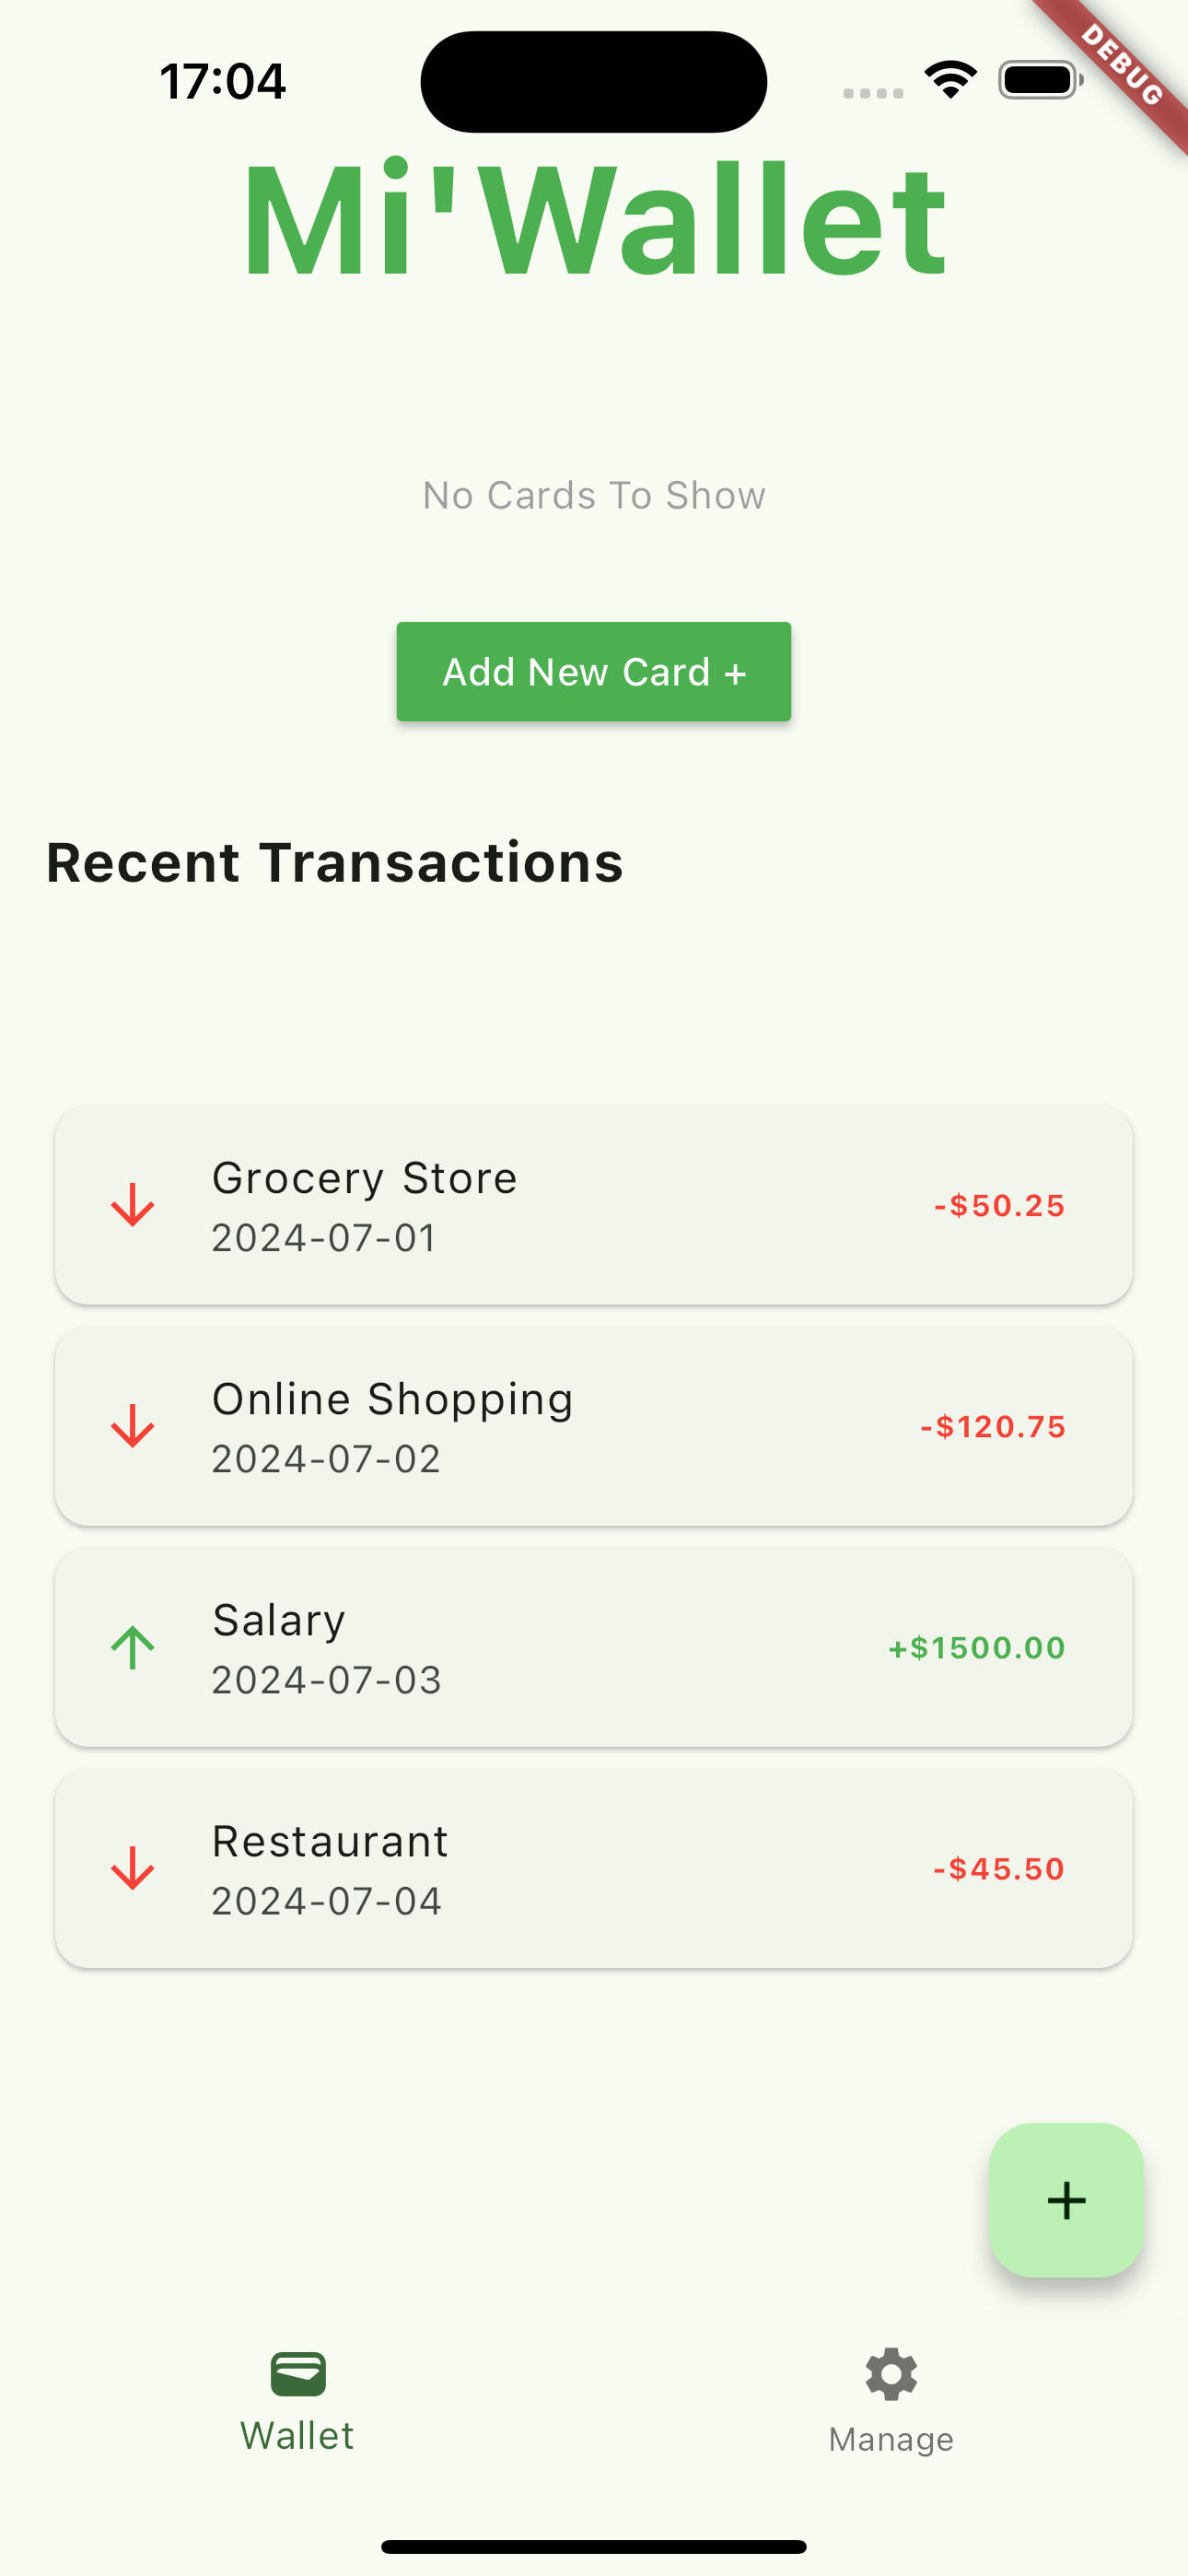 17:04
DEBUG
Mi'Wallet
No Cards To Show
Add New Card +
Recent Transactions
Grocery Store
2024-07-01
-$50.25
Online Shopping
2024-07-02
-$120.75
Salary
2024-07-03
+$1500.00
Restaurant
2024-07-04
-$45.50
+
Wallet
Manage